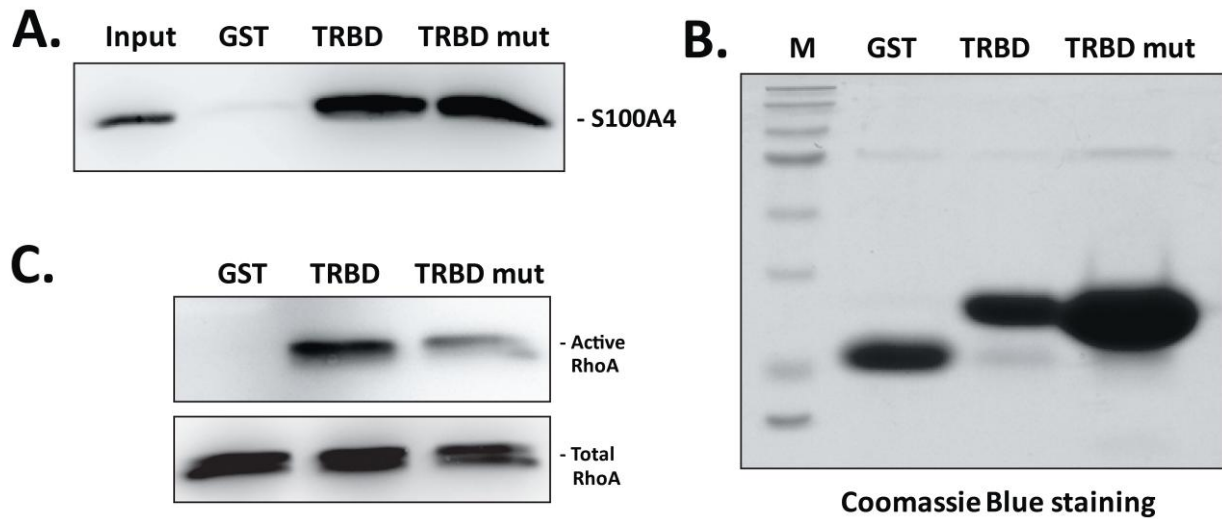 A.
Input GST TRBD TRBD mut
- S100A4
B.
M GST TRBD TRBD mut
Coomassie Blue staining
C.
GST TRBD TRBD mut
- Active
RhoA
- Total
RhoA